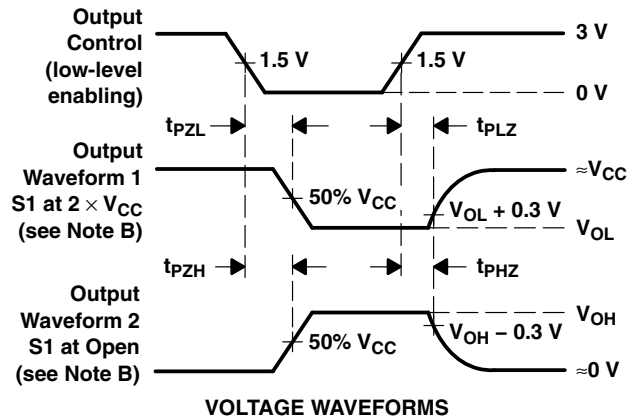 Output
Control
(low-level
enabling)
1.5 V
1.5 V
3 V
0 V
tPZL
tPLZ
Output
Waveform 1
S1 at 2 × VCC
(see Note B)
50% VCC
VOL + 0.3 V
≈VCC
VOL
tPZH
tPHZ
Output
Waveform 2
S1 at Open
(see Note B)
50% VCC
VOH − 0.3 V
VOH
≈0 V
VOLTAGE WAVEFORMS